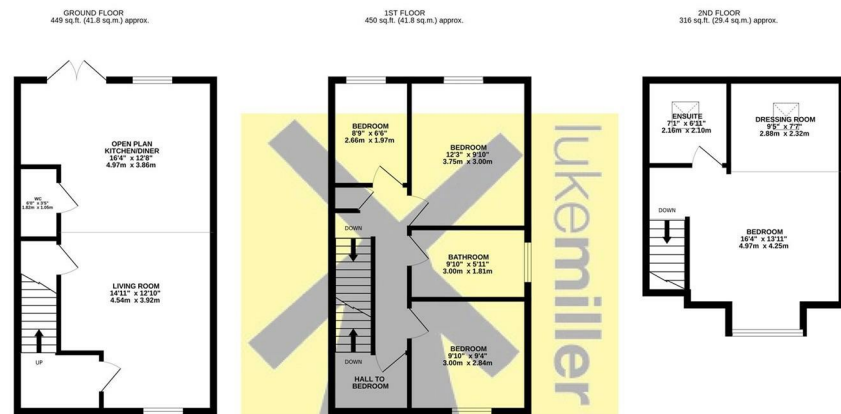 GROUND FLOOR
449 sq.ft. (41.8 sq.m.) approx.
OPEN PLAN
KITCHEN/DINER
16'4" x 12'8"
4.97m x 3.86m
WC
LIVING ROOM
14'11" x 12'10"
4.54m x 3.92m
UP
1ST FLOOR
450 sq.ft. (41.8 sq.m.) approx.
BEDROOM
8'9" x 6'6"
2.66m x 1.97m
BEDROOM
12'3" x 9'10"
3.75m x 3.00m
DOWN
BATHROOM
9'10" x 5'11"
3.00m x 1.81m
BEDROOM
9'10" x 9'4"
3.00m x 2.84m
DOWN
HALL TO
BEDROOM
lukemiller
2ND FLOOR
316 sq.ft. (29.4 sq.m.) approx.
ENSUITE
7'1" x 6'11"
2.16m x 2.10m
DRESSING ROOM
9'5" x 7'7"
2.88m x 2.32m
DOWN
BEDROOM
16'4" x 13'11"
4.97m x 4.25m